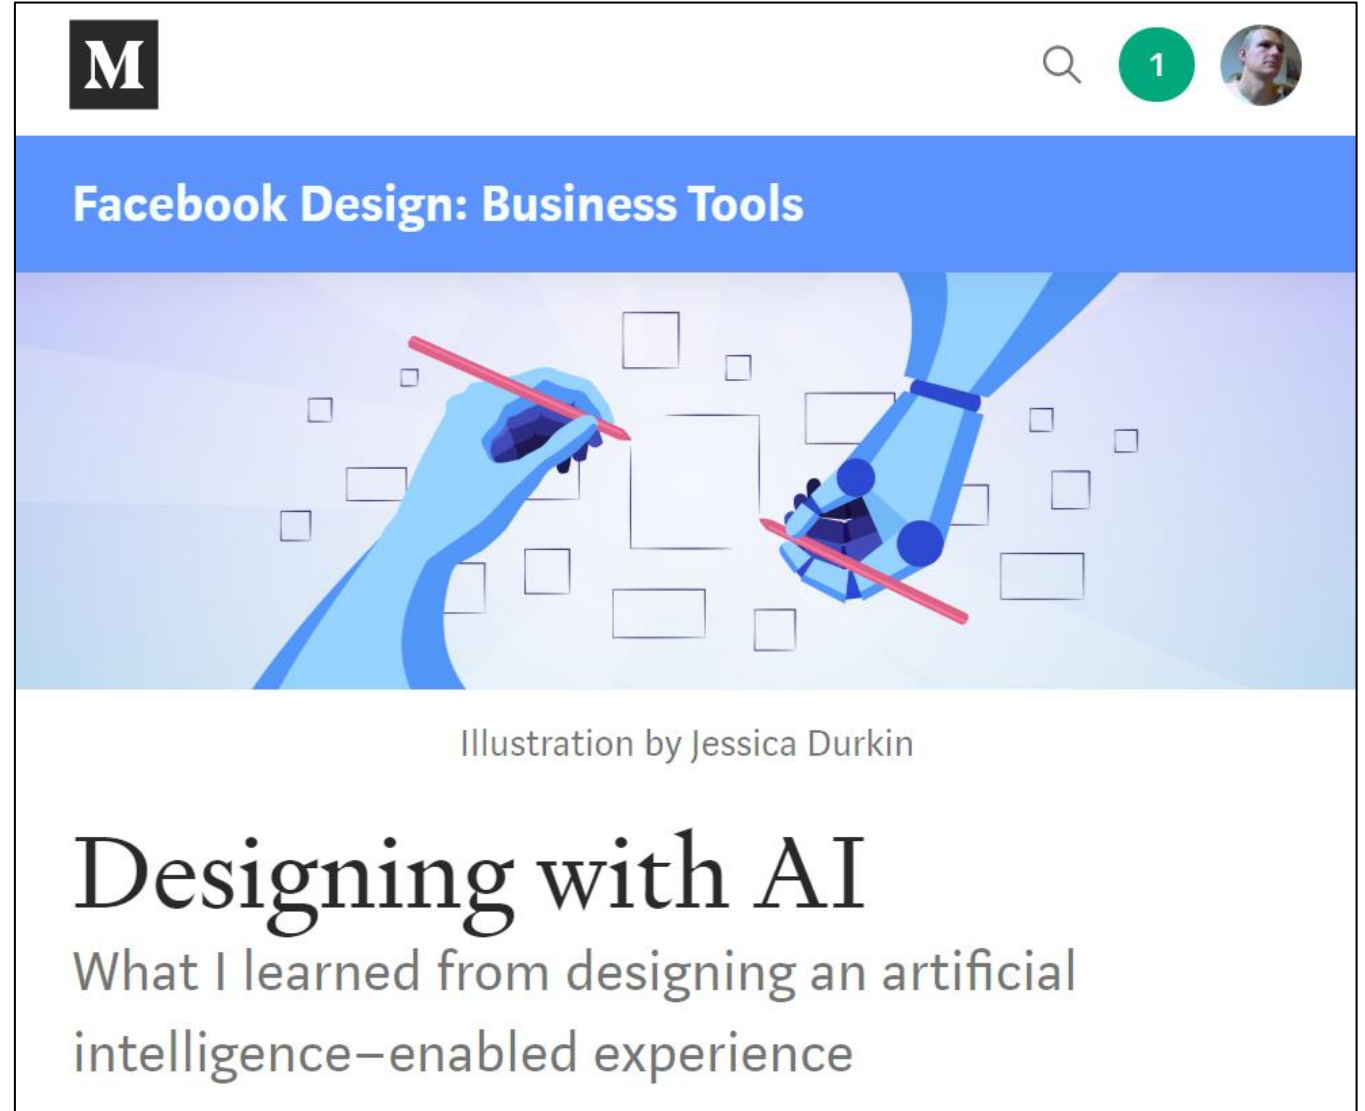 M
1
Facebook Design: Business Tools
Illustration by Jessica Durkin
Designing with AI
What I learned from designing an artificial
intelligence–enabled experience